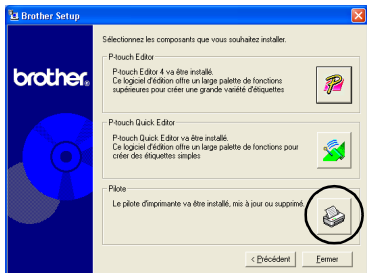 Brother Setup
Sélectionnez les composants que vous souhaitez installer.
brother.
P-touch Editor
P-touch Editor 4 va être installé.
Ce logiciel d'édition offre un large palette de fonctions
supérieures pour créer une grande variété d'étiquettes
P-touch Quick Editor
P-touch Quick Editor va être installé.
Ce logiciel d'édition offre un large palette de fonctions pour
créer des étiquettes simples
Pilote
Le pilote d'imprimante va être installé, mis à jour ou supprimé.
< Précédent
Fermer